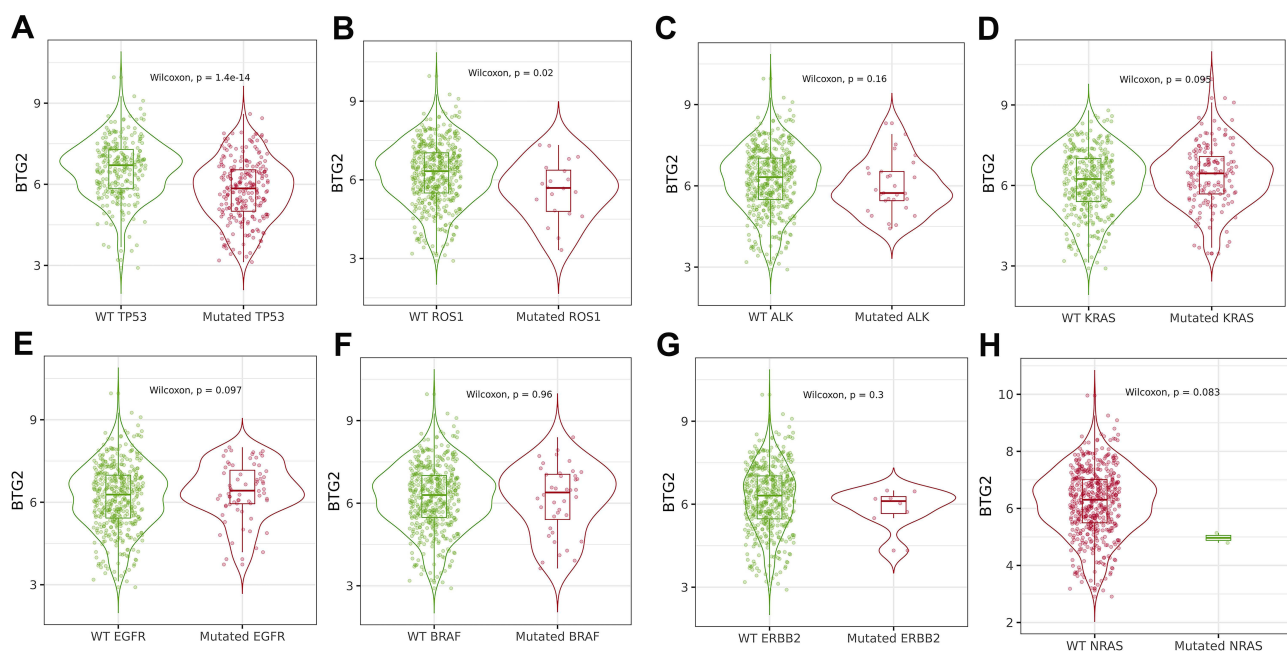 A
Wilcoxon, p = 1.4e-14
BTG2
9
6
3
WT TP53 Mutated TP53
B
Wilcoxon, p = 0.02
BTG2
9
6
3
WT ROS1 Mutated ROS1
C
Wilcoxon, p = 0.16
BTG2
9
6
3
WT ALK Mutated ALK
D
Wilcoxon, p = 0.095
BTG2
9
6
3
WT KRAS Mutated KRAS
E
Wilcoxon, p = 0.097
BTG2
9
6
3
WT EGFR Mutated EGFR
F
Wilcoxon, p = 0.96
BTG2
9
6
3
WT BRAF Mutated BRAF
G
Wilcoxon, p = 0.3
BTG2
9
6
3
WT ERBB2 Mutated ERBB2
H
Wilcoxon, p = 0.083
BTG2
10
8
6
4
2
WT NRAS Mutated NRAS